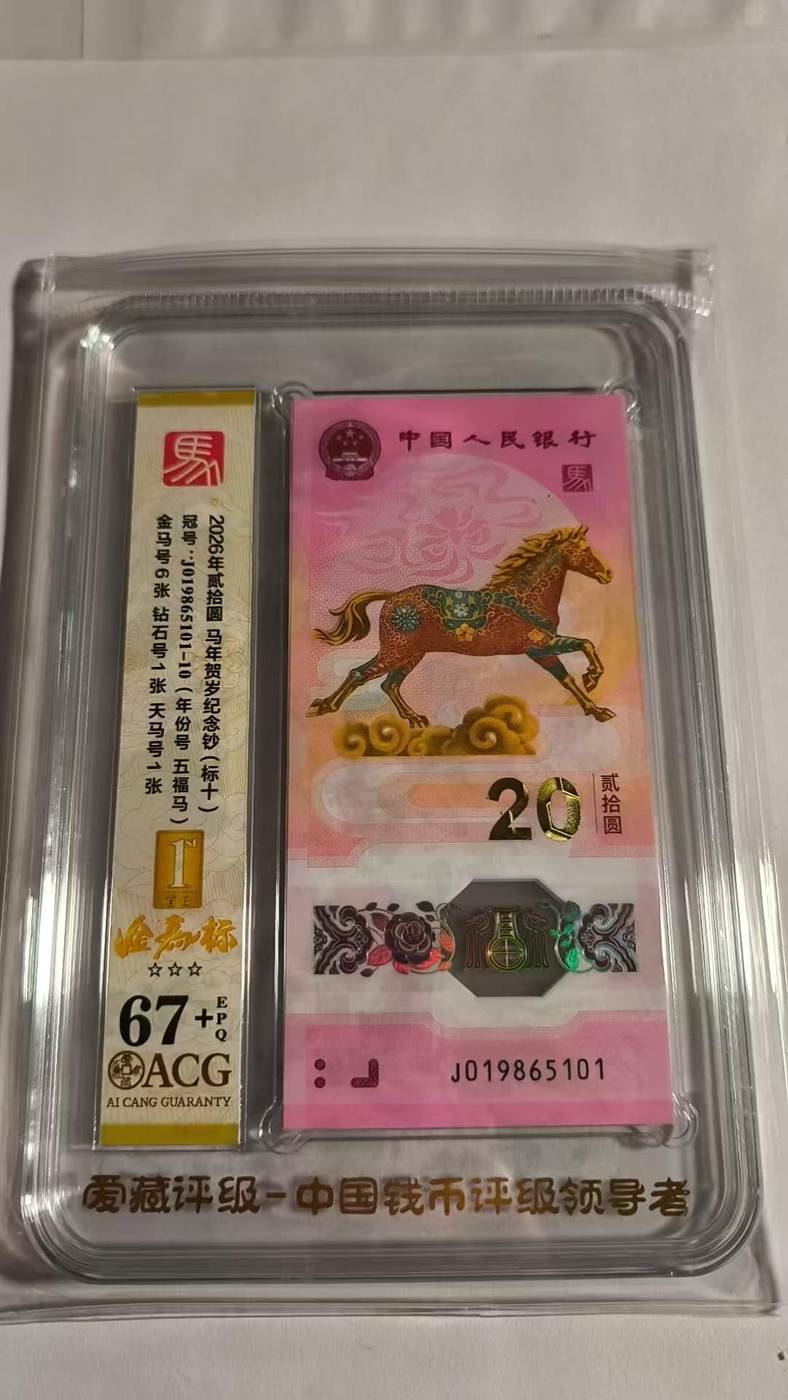 馬
2026年贰拾圆 马年贺岁纪念钞(标十)
冠号:J019865101-10(年份号 五福马)
金马号6张 钻石号1张 天马号1张
1st
金马标
☆☆☆
67+EPQ
ACG
AI CANG GUARANTY
中国人民银行
馬
20
贰拾圆
J019865101
爱藏评级-中国钱币评级领导者